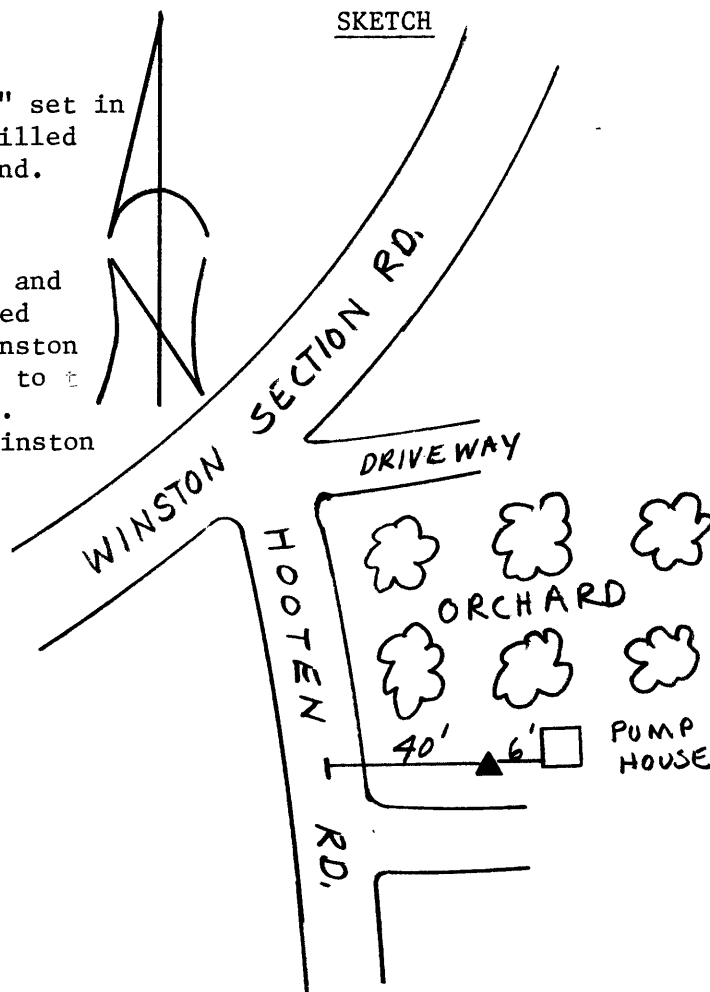 SKETCH
" set in
illed
nd.
and
ed
nston
to t
.
inston
WINSTON SECTION RD.
DRIVEWAY
HOOTEN RD.
ORCHARD
40' 6'
PUMP
HOUSE